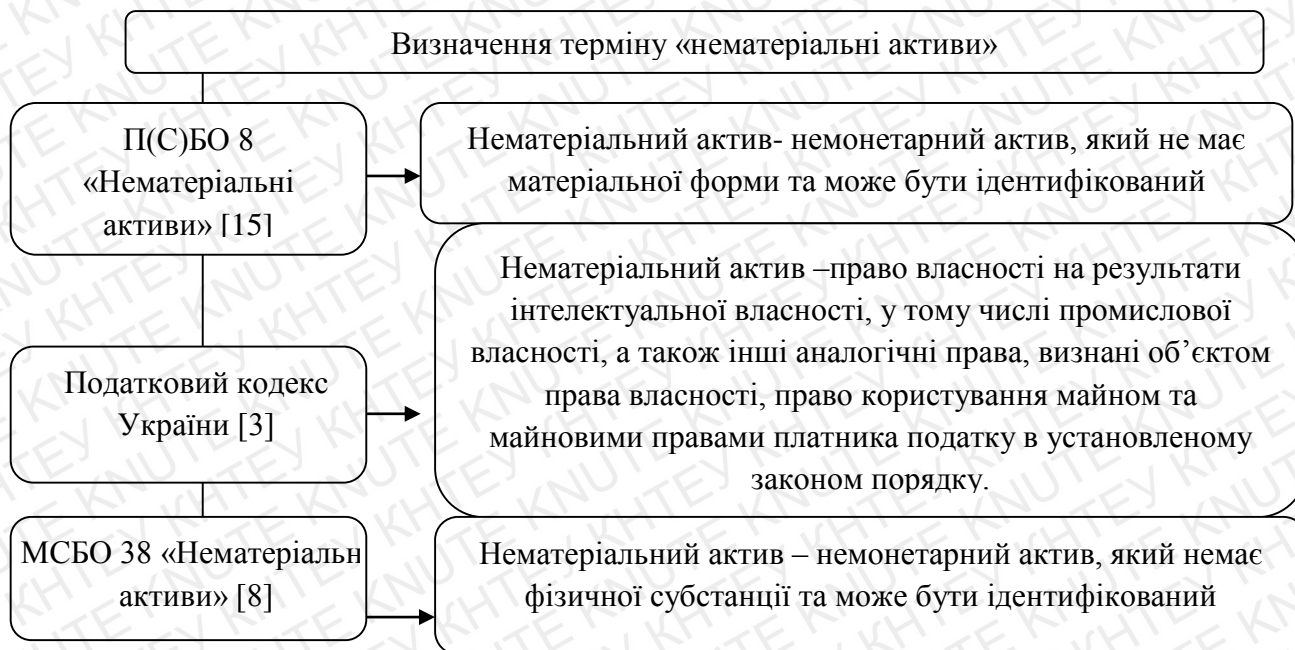 Визначення терміну «нематеріальні активи»
П(С)БО 8
«Нематеріальні
активи» [15]
Нематеріальний актив- немонетарний актив, який не має
матеріальної форми та може бути ідентифікований
Податковий кодекс
України [3]
Нематеріальний актив –право власності на результати
інтелектуальної власності, у тому числі промислової
власності, а також інші аналогічні права, визнані об’єктом
права власності, право користування майном та
майновими правами платника податку в установленому
законом порядку.
МСБО 38 «Нематеріальн
активи» [8]
Нематеріальний актив – немонетарний актив, який немає
фізичної субстанції та може бути ідентифікований